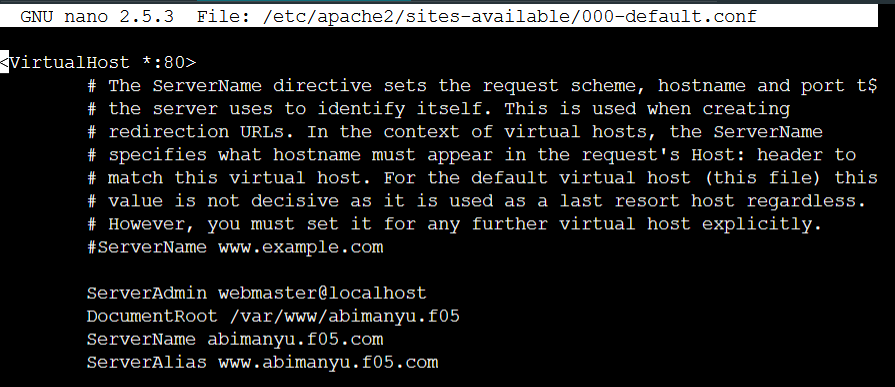 GNU nano 2.5.3 File: /etc/apache2/sites-available/000-default.conf
<VirtualHost *:80>
# The ServerName directive sets the request scheme, hostname and port t$
# the server uses to identify itself. This is used when creating
# redirection URLs. In the context of virtual hosts, the ServerName
# specifies what hostname must appear in the request's Host: header to
# match this virtual host. For the default virtual host (this file) this
# value is not decisive as it is used as a last resort host regardless.
# However, you must set it for any further virtual host explicitly.
#ServerName www.example.com
ServerAdmin webmaster@localhost
DocumentRoot /var/www/abimanyu.f05
ServerName abimanyu.f05.com
ServerAlias www.abimanyu.f05.com